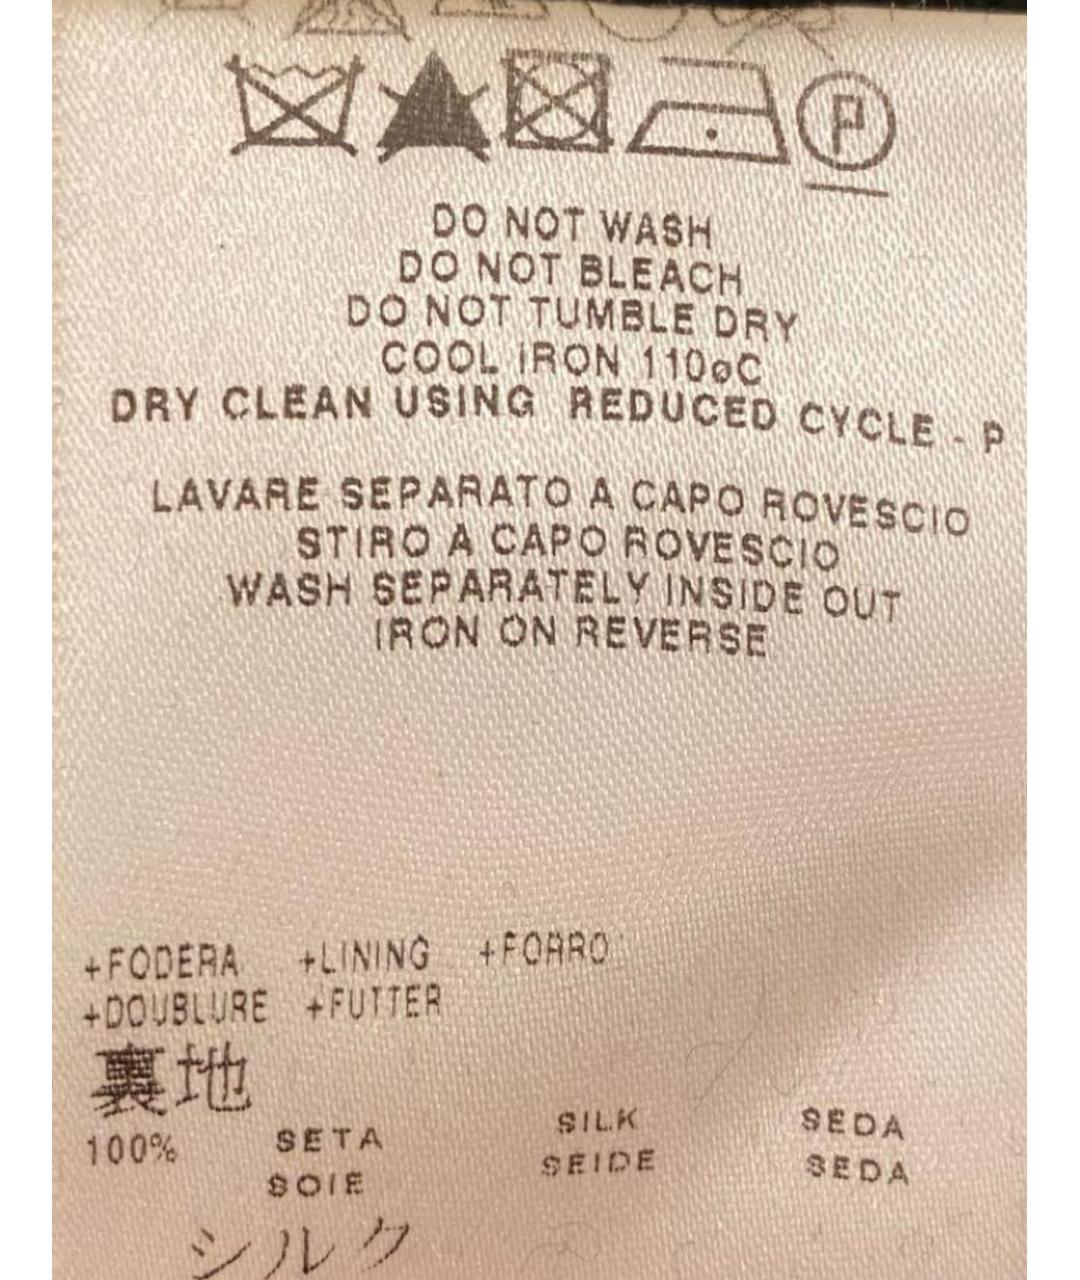 DO NOT WASH
DO NOT BLEACH
DO NOT TUMBLE DRY
COOL IRON 110øC
DRY CLEAN USING REDUCED CYCLE - P
LAVARE SEPARATO A CAPO ROVESCIO
STIRO A CAPO ROVESCIO
WASH SEPARATELY INSIDE OUT
IRON ON REVERSE
+FODERA +LINING +FORRO
+DOUBLURE +FUTTER
裏地
100% SETA SILK SEDA
SOIE SEIDE SEDA
シルク